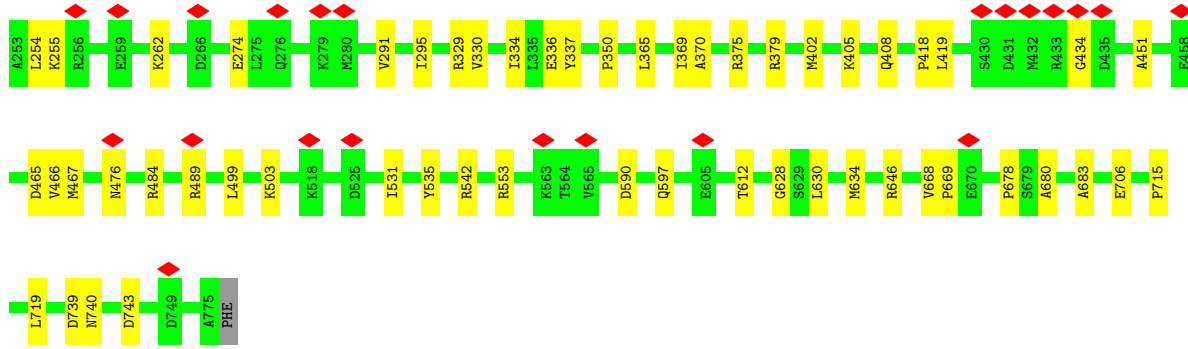 A253 L254 K255 R256 E259 K262 D266 E274 L275 Q276 K279 M280 V291 I295 R329 V330 I334 L335 E336 Y337 P350 L365 I369 A370 R375 R379 M402 K405 Q408 P418 L419 S430 D431 M432 R433 G434 D435 A451 E458
D465 V466 M467 N476 R484 R489 L499 K503 K518 D525 I531 Y535 R542 R553 K563 T564 V565 D590 Q597 E605 T612 G628 S629 L630 M634 R646 V668 P669 E670 P678 S679 A680 A683 E706 P715
L719 D739 N740 D743 D749 A775 PHE